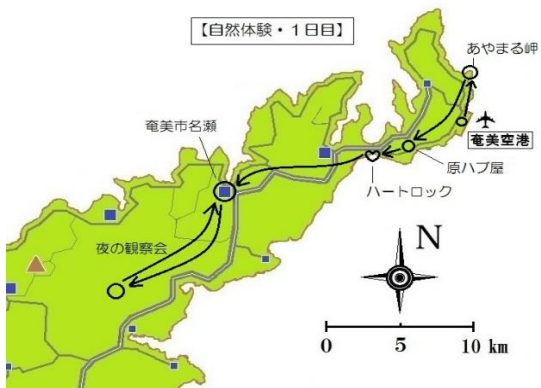 【自然体験・１日目】
あやまる岬
奄美空港
奄美市名瀬
原ハブ屋
ハートロック
夜の観察会
N
0 5 10 km